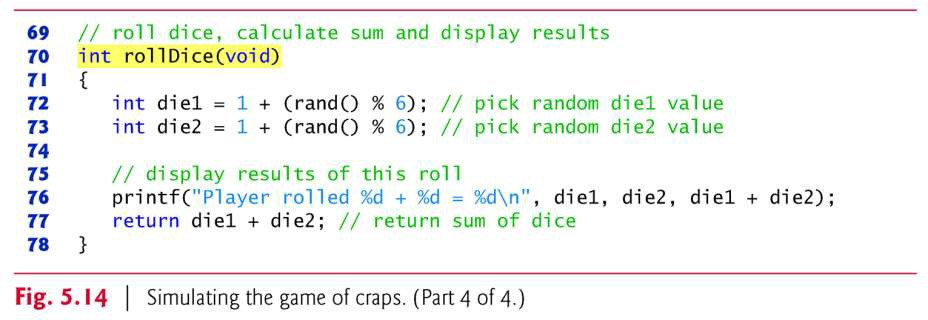 69 // roll dice, calculate sum and display results
70 int rollDice(void)
71 {
72    int die1 = 1 + (rand() % 6); // pick random die1 value
73    int die2 = 1 + (rand() % 6); // pick random die2 value
74
75    // display results of this roll
76    printf("Player rolled %d + %d = %d\n", die1, die2, die1 + die2);
77    return die1 + die2; // return sum of dice
78 }
Fig. 5.14 | Simulating the game of craps. (Part 4 of 4.)